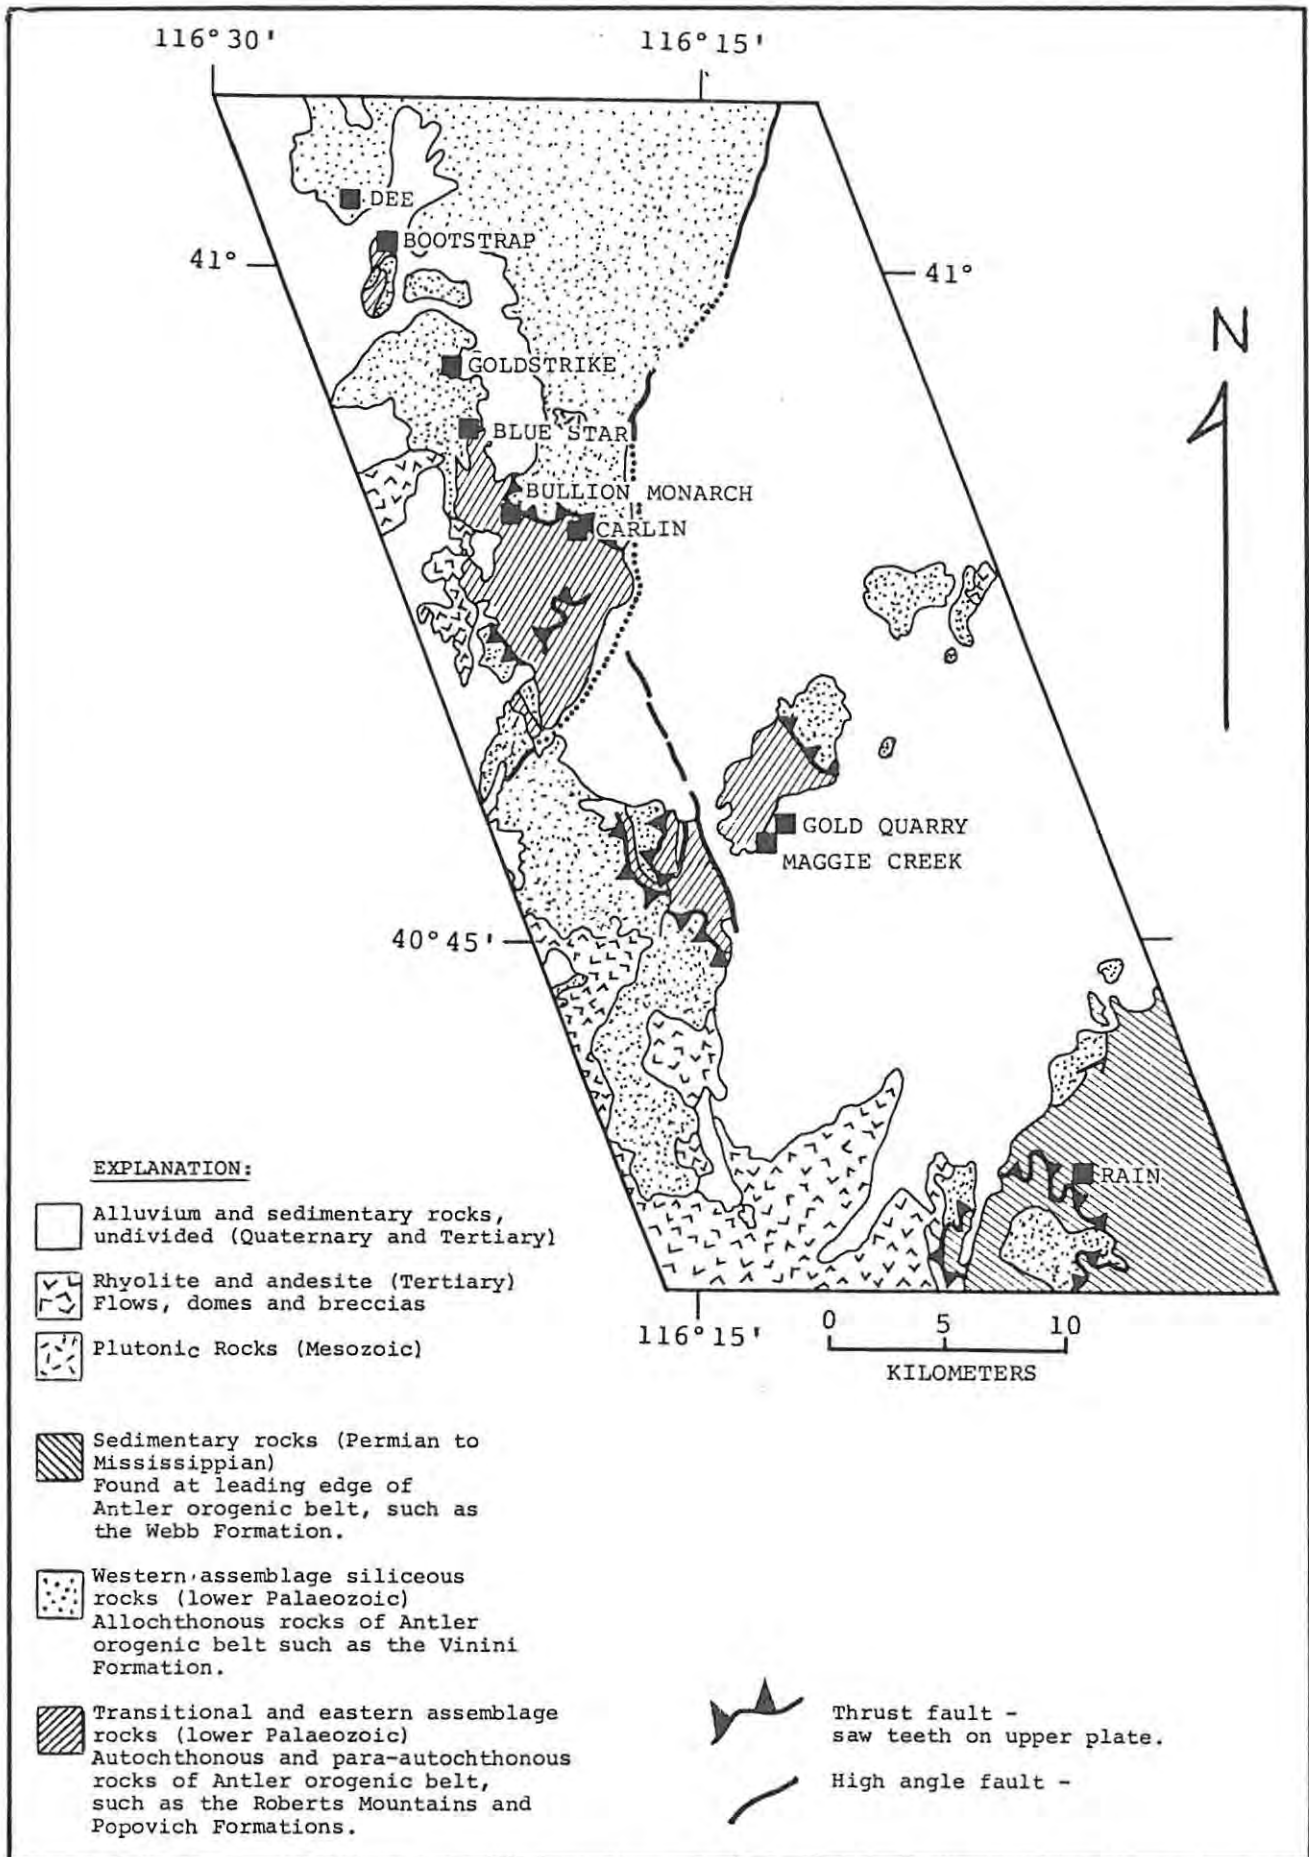 116°30'
116°15'
DEE
BOOTSTRAP
41°
41°
N
GOLDSTRIKE
BLUE STAR
BULLION MONARCH
CARLIN
GOLD QUARRY
MAGGIE CREEK
40°45'
RAIN
116°15'
0 5 10
KILOMETERS
EXPLANATION:
Alluvium and sedimentary rocks,
undivided (Quaternary and Tertiary)
Rhyolite and andesite (Tertiary)
Flows, domes and breccias
Plutonic Rocks (Mesozoic)
Sedimentary rocks (Permian to
Mississippian)
Found at leading edge of
Antler orogenic belt, such as
the Webb Formation.
Western assemblage siliceous
rocks (lower Palaeozoic)
Allochthonous rocks of Antler
orogenic belt such as the Vinini
Formation.
Transitional and eastern assemblage
rocks (lower Palaeozoic)
Autochthonous and para-autochthonous
rocks of Antler orogenic belt,
such as the Roberts Mountains and
Popovich Formations.
Thrust fault -
saw teeth on upper plate.
High angle fault -